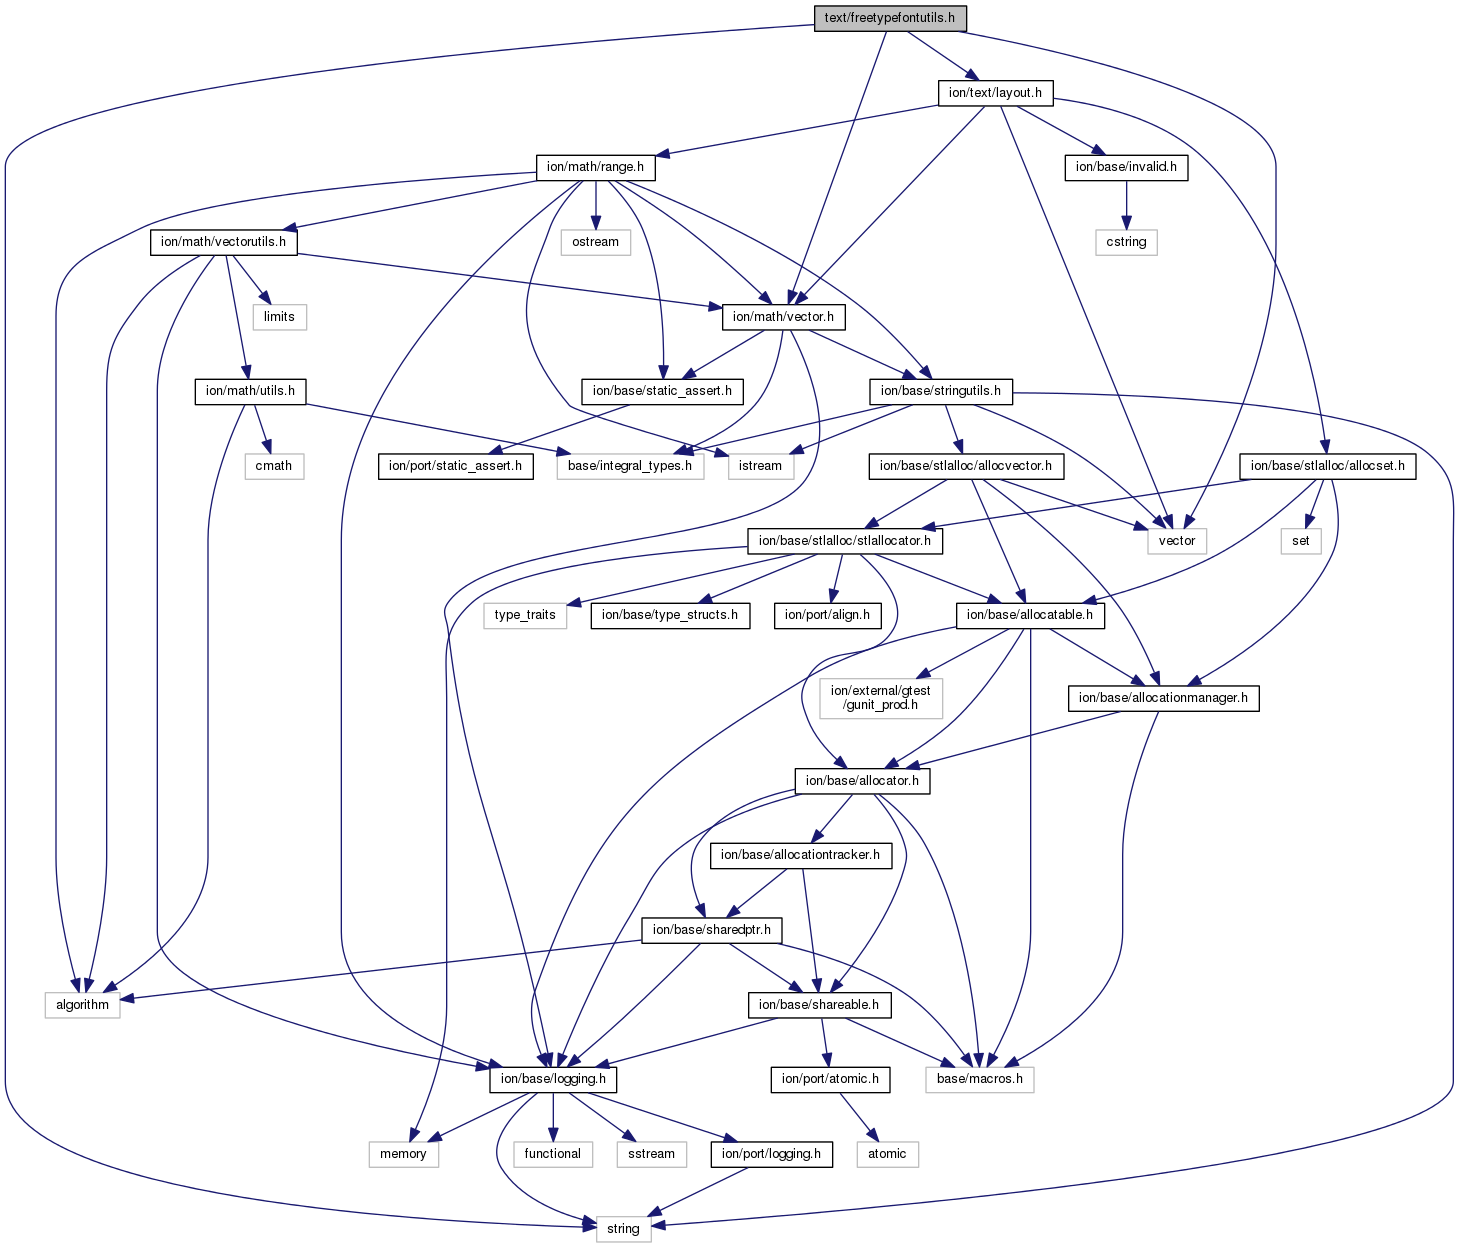 text/freetypefontutils.h
ion/text/layout.h
ion/math/range.h
ion/base/invalid.h
ion/math/vectorutils.h
ostream
cstring
limits
ion/math/vector.h
ion/math/utils.h
ion/base/static_assert.h
ion/base/stringutils.h
cmath
ion/port/static_assert.h
base/integral_types.h
istream
ion/base/stlalloc/allocvector.h
ion/base/stlalloc/allocset.h
ion/base/stlalloc/stlallocator.h
vector
set
type_traits
ion/base/type_structs.h
ion/port/align.h
ion/base/allocatable.h
ion/external/gtest
/gunit_prod.h
ion/base/allocationmanager.h
ion/base/allocator.h
ion/base/allocationtracker.h
ion/base/sharedptr.h
algorithm
ion/base/shareable.h
ion/base/logging.h
ion/port/atomic.h
base/macros.h
memory
functional
sstream
ion/port/logging.h
atomic
string